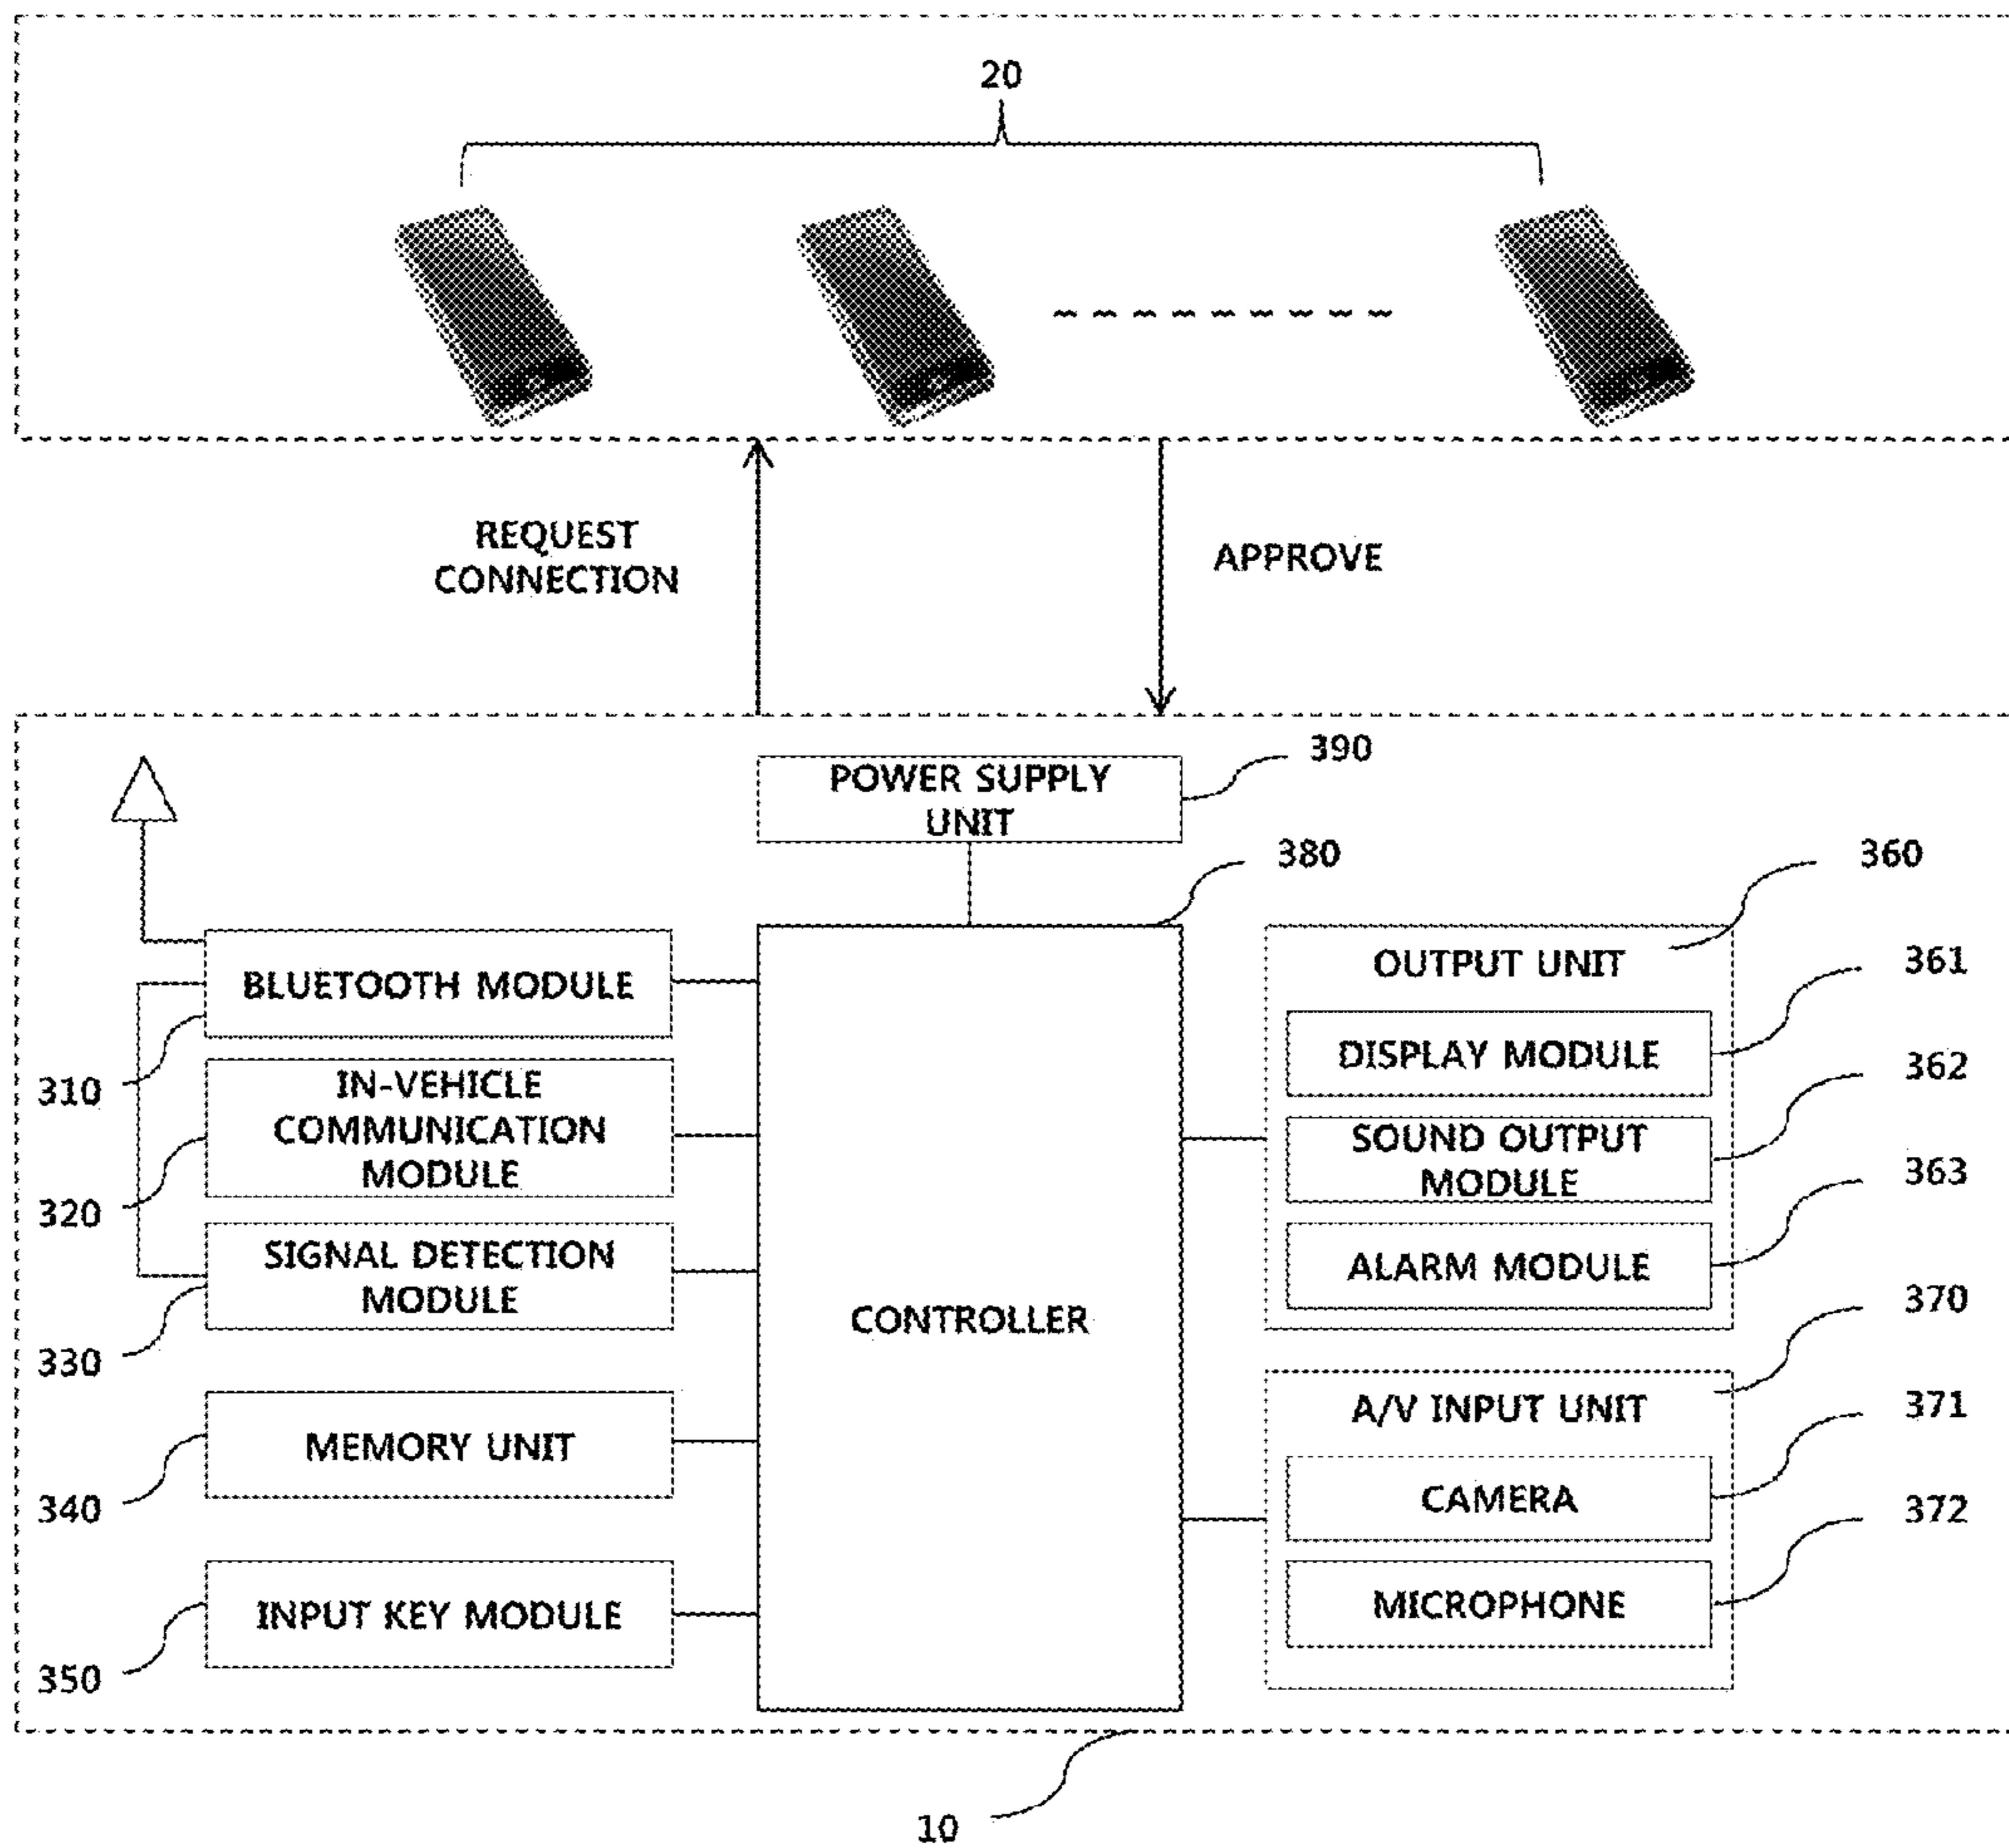 20
REQUEST
CONNECTION
APPROVE
390
POWER SUPPLY
UNIT
380
360
OUTPUT UNIT
361
BLUETOOTH MODULE
DISPLAY MODULE
362
310
IN-VEHICLE
COMMUNICATION
MODULE
SOUND OUTPUT
MODULE
363
320
SIGNAL DETECTION
MODULE
ALARM MODULE
370
CONTROLLER
330
A/V INPUT UNIT
371
MEMORY UNIT
CAMERA
372
340
INPUT KEY MODULE
MICROPHONE
350
10